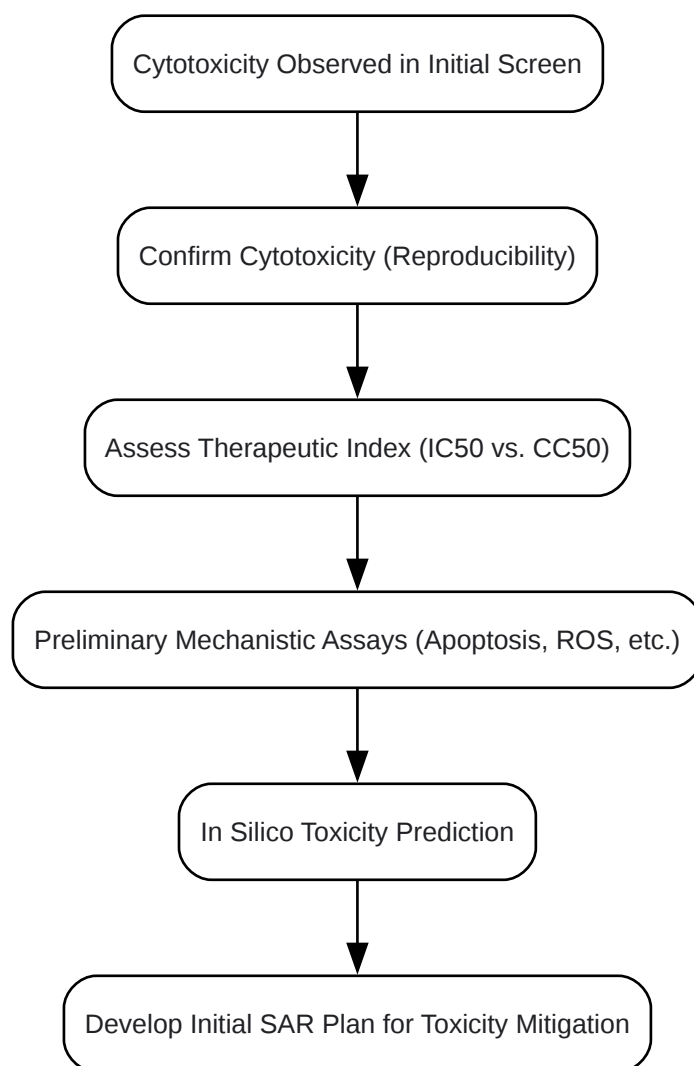 Cytotoxicity Observed in Initial Screen
Confirm Cytotoxicity (Reproducibility)
Assess Therapeutic Index (IC50 vs. CC50)
Preliminary Mechanistic Assays (Apoptosis, ROS, etc.)
In Silico Toxicity Prediction
Develop Initial SAR Plan for Toxicity Mitigation